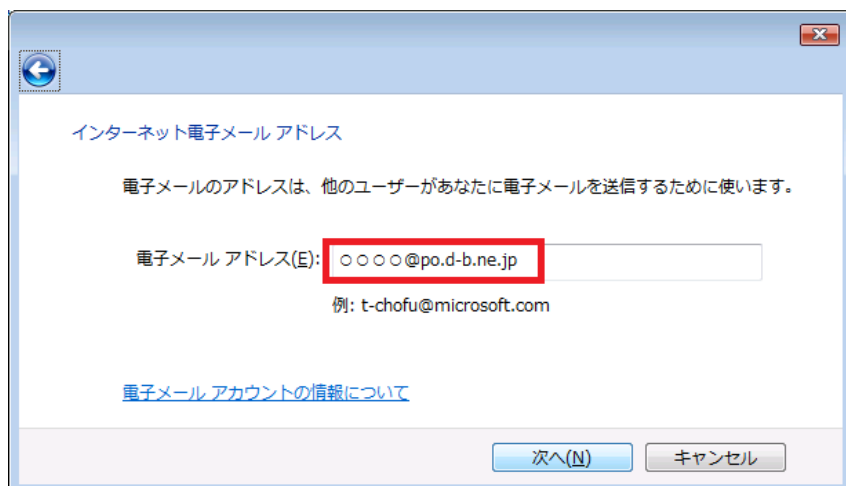 インターネット電子メール アドレス
電子メールのアドレスは、他のユーザーがあなたに電子メールを送信するために使います。
電子メール アドレス(E): ○○○○@po.d-b.ne.jp
例: t-chofu@microsoft.com
電子メール アカウントの情報について
次へ(N) キャンセル